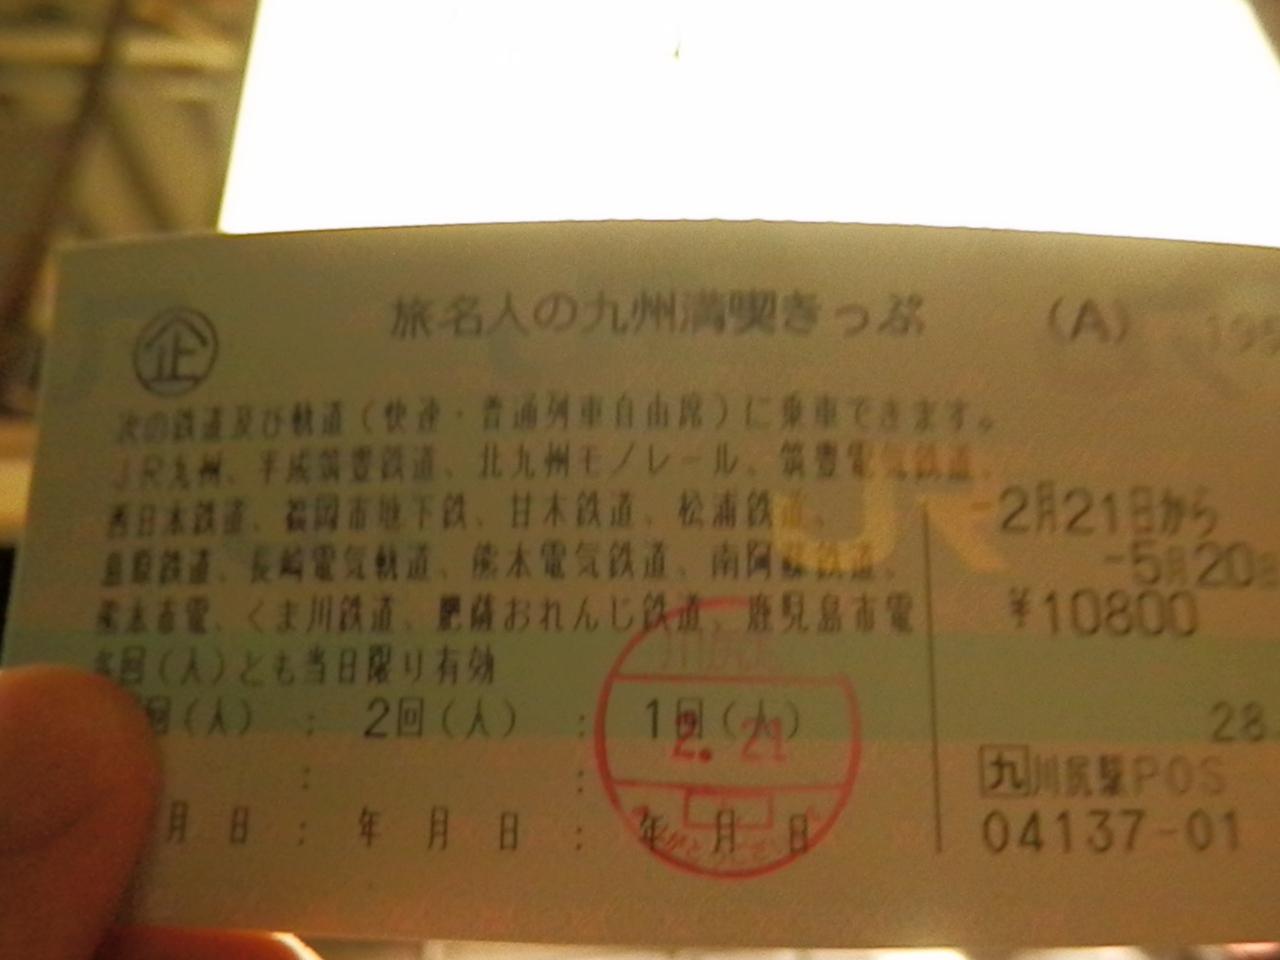 企
旅名人の九州満喫きっぷ (A)
次の鉄道及び軌道(快速・普通列車自由席)に乗車できます。
JR九州、平成筑豊鉄道、北九州モノレール、筑豊電気鉄道、
西日本鉄道、福岡市地下鉄、甘木鉄道、松浦鉄道、
島原鉄道、長崎電気軌道、熊本電気鉄道、南阿蘇鉄道、
熊本市電、くま川鉄道、肥薩おれんじ鉄道、鹿児島市電
各回(人)とも当日限り有効
回(人) : 2回(人) : 1回(人)
: :
月 日 : 年 月 日 : 年 月 日
JR
-2月21日から
-5月20
¥10800
28.
九川尻駅POS
04137-01
2. 21